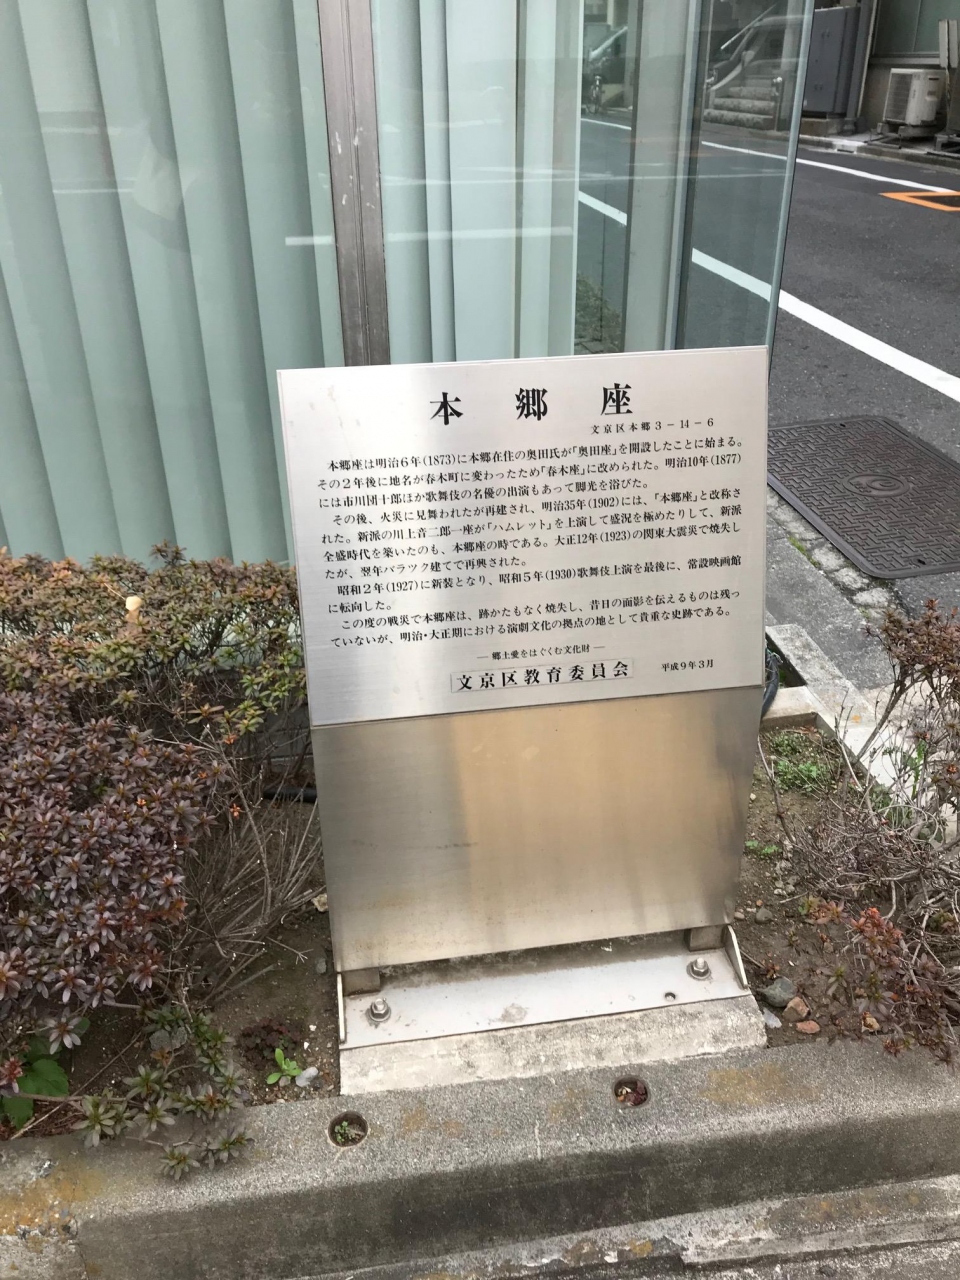 本郷座
文京区本郷3－14－6
本郷座は明治6年(1873)に本郷在住の奥田氏が「奥田座」を開設したことに始まる。
その2年後に地名が春木町に変わったため「春木座」に改められた。明治10年(1877)
には市川団十郎ほか歌舞伎の名優の出演もあって脚光を浴びた。
その後、火災に見舞われたが再建され、明治35年(1902)には、「本郷座」と改称さ
れた。新派の川上音二郎一座が「ハムレット」を上演して盛況を極めたりして、新派
全盛時代を築いたのも、本郷座の時である。大正12年(1923)の関東大震災で焼失し
たが、翌年バラツク建てで再興された。
昭和2年(1927)に新装となり、昭和5年(1930)歌舞伎上演を最後に、常設映画館
に転向した。
この度の戦災で本郷座は、跡かたもなく焼失し、昔日の面影を伝えるものは残っ
ていないが、明治・大正期における演劇文化の拠点の地として貴重な史跡である。
―郷土愛をはぐくむ文化財―
文京区教育委員会 平成9年3月